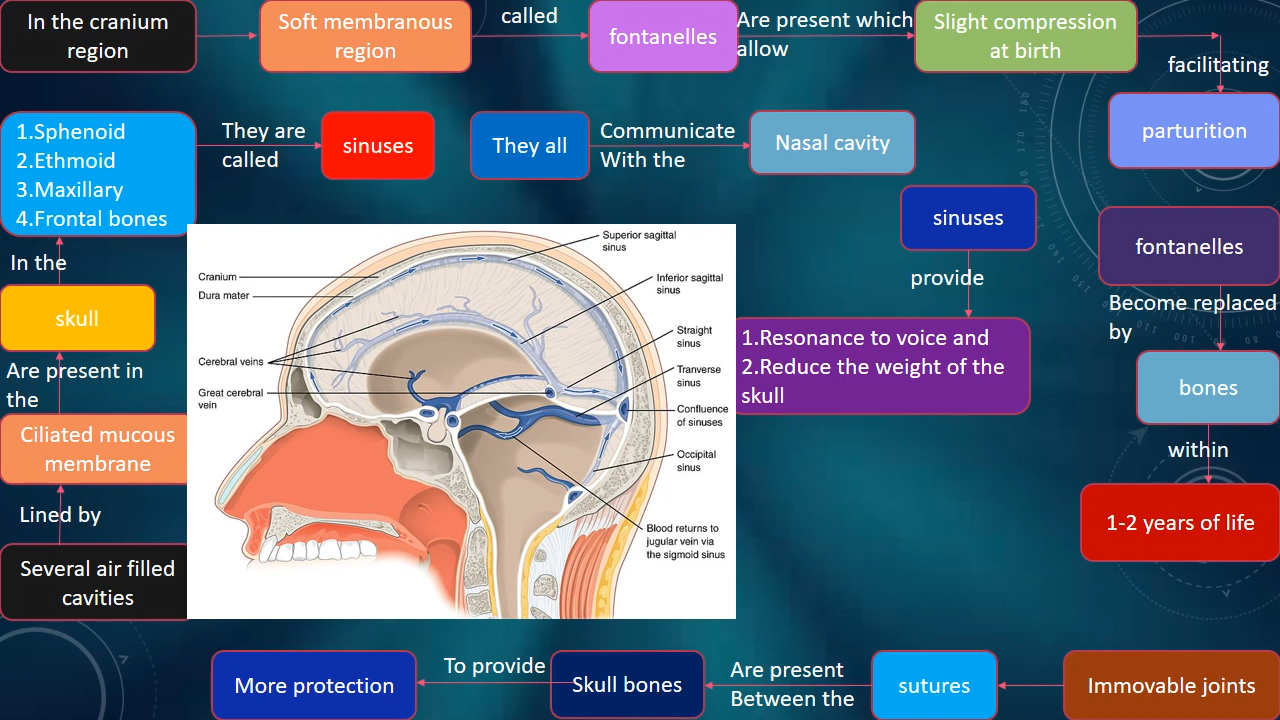 In the cranium
region
Soft membranous
region
called
fontanelles
Are present which
allow
Slight compression
at birth
facilitating
parturition
1.Sphenoid
2.Ethmoid
3.Maxillary
4.Frontal bones
They are
called
sinuses
They all
Communicate
With the
Nasal cavity
In the
skull
Are present in
the
Ciliated mucous
membrane
Lined by
Several air filled
cavities
Cranium
Dura mater
Cerebral veins
Great cerebral
vein
Superior sagittal
sinus
Inferior sagittal
sinus
Straight
sinus
Tranverse
sinus
Confluence
of sinuses
Occipital
sinus
Blood returns to
jugular vein via
the sigmoid sinus
sinuses
provide
1.Resonance to voice and
2.Reduce the weight of the
skull
fontanelles
Become replaced
by
bones
within
1-2 years of life
More protection
To provide
Skull bones
Are present
Between the
sutures
Immovable joints